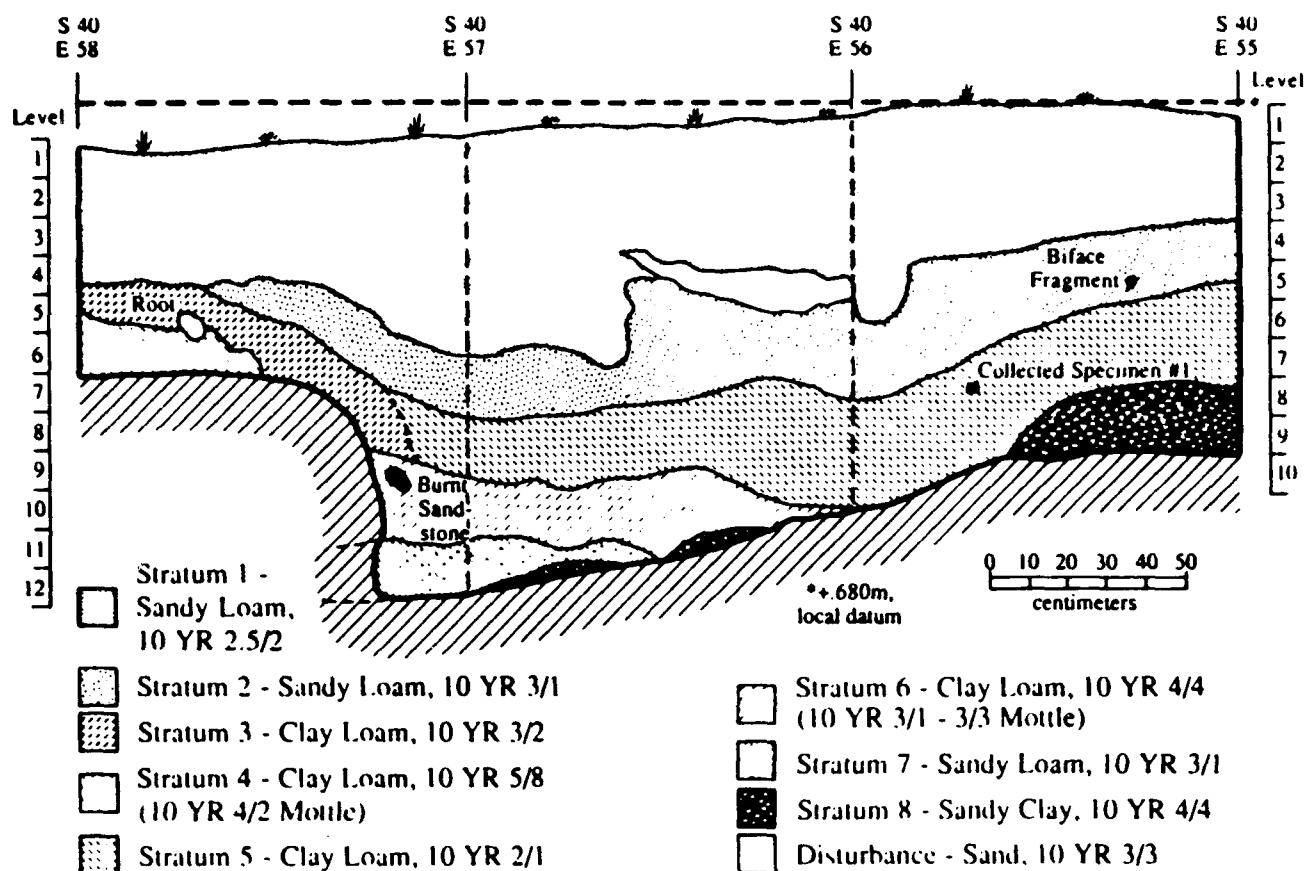 S 40
E 58
S 40
E 57
S 40
E 56
S 40
E 55
Level
Level
1
2
3
4
5
6
7
8
9
10
11
12
1
2
3
4
5
6
7
8
9
10
Root
Biface
Fragment
Collected Specimen #1
Burnt
Sand
stone
0 10 20 30 40 50
centimeters
*+.680m,
local datum
Stratum 1 -
Sandy Loam,
10 YR 2.5/2
Stratum 2 - Sandy Loam, 10 YR 3/1
Stratum 3 - Clay Loam, 10 YR 3/2
Stratum 4 - Clay Loam, 10 YR 5/8
(10 YR 4/2 Mottle)
Stratum 5 - Clay Loam, 10 YR 2/1
Stratum 6 - Clay Loam, 10 YR 4/4
(10 YR 3/1 - 3/3 Mottle)
Stratum 7 - Sandy Loam, 10 YR 3/1
Stratum 8 - Sandy Clay, 10 YR 4/4
Disturbance - Sand, 10 YR 3/3